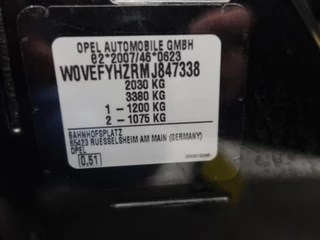 OPEL AUTOMOBILE GMBH
e2*2007/46*0623
W0VEFYHZRMJ847338
2030 KG
3380 KG
1 - 1200 KG
2 - 1075 KG
BAHNHOFSPLATZ
65423 RUESSELSHEIM AM MAIN (GERMANY)
OPEL
0,51